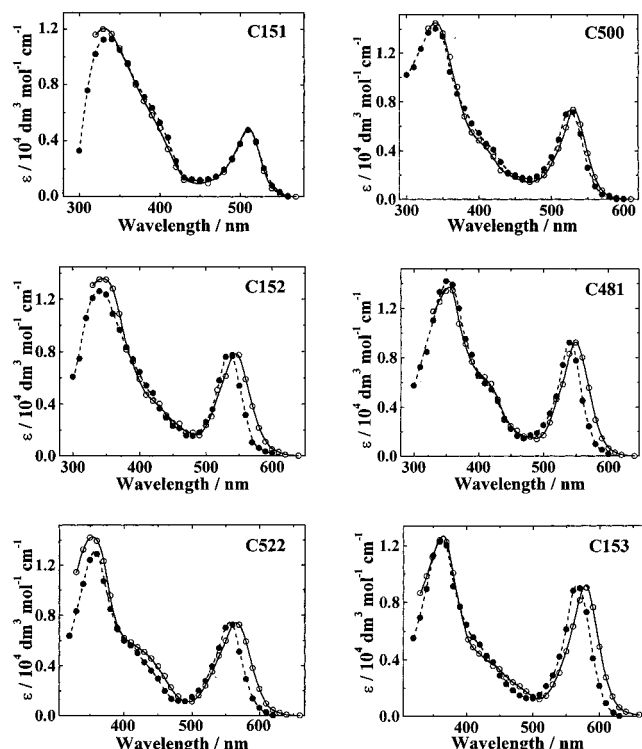 C151
ε / 10⁴ dm³ mol⁻¹ cm⁻¹
1.2
0.8
0.4
0.0
300 400 500
Wavelength / nm
C500
ε / 10⁴ dm³ mol⁻¹ cm⁻¹
1.2
0.8
0.4
0.0
300 400 500 600
Wavelength / nm
C152
ε / 10⁴ dm³ mol⁻¹ cm⁻¹
1.2
0.8
0.4
0.0
300 400 500 600
Wavelength / nm
C481
ε / 10⁴ dm³ mol⁻¹ cm⁻¹
1.2
0.8
0.4
0.0
300 400 500 600
Wavelength / nm
C522
ε / 10⁴ dm³ mol⁻¹ cm⁻¹
1.2
0.8
0.4
0.0
400 500 600
Wavelength / nm
C153
ε / 10⁴ dm³ mol⁻¹ cm⁻¹
1.2
0.8
0.4
0.0
400 500 600
Wavelength / nm